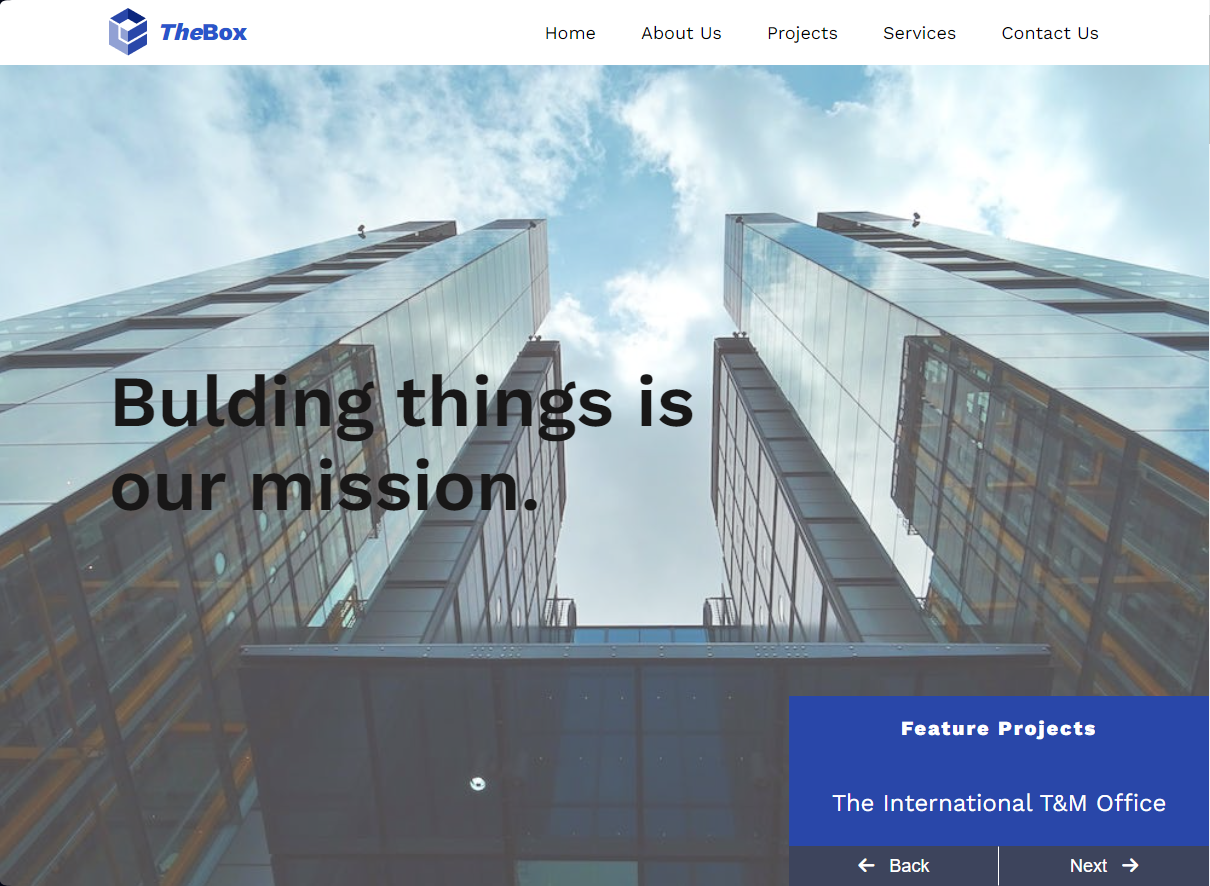 TheBox
Home About Us Projects Services Contact Us
Bulding things is
our mission.
Feature Projects
The International T&M Office
Back Next